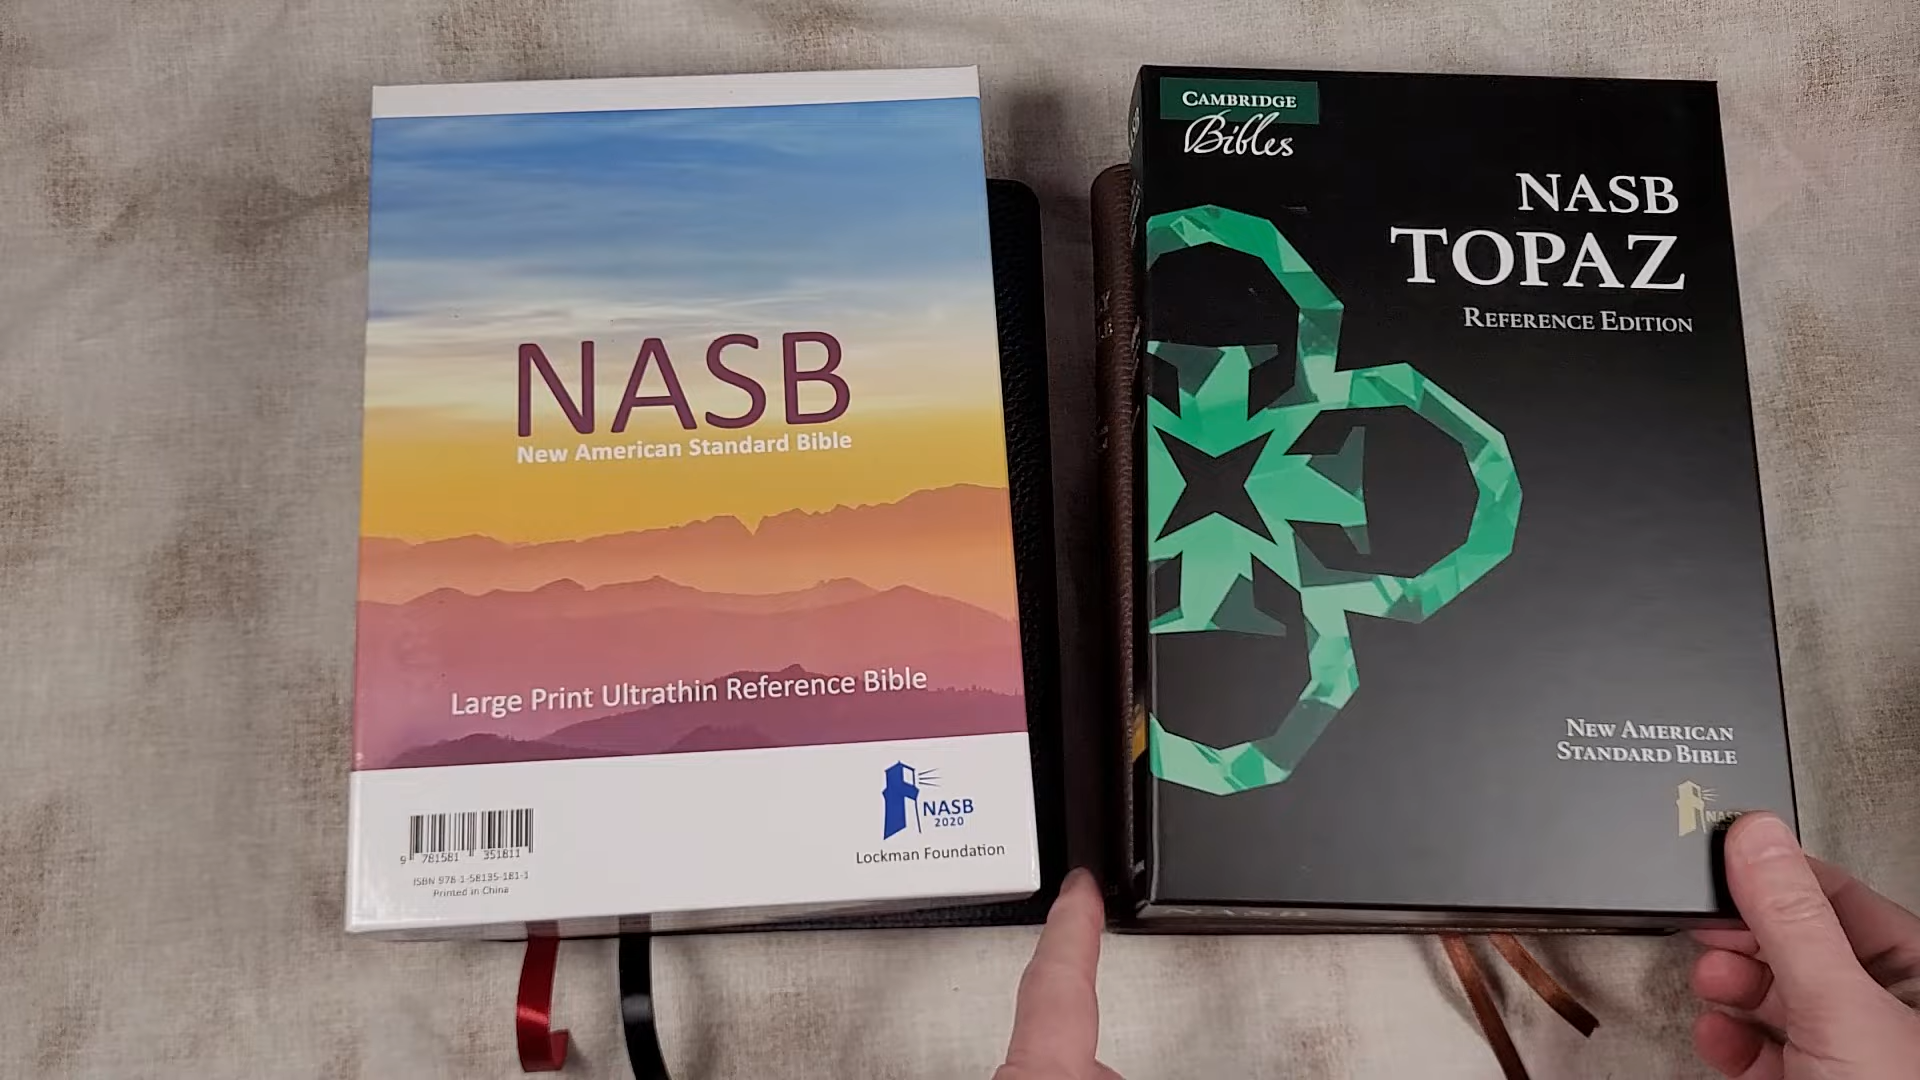 NASB
New American Standard Bible
Large Print Ultrathin Reference Bible
9 781581 351811
ISBN 978-1-58135-181-1
Printed in China
NASB
2020
Lockman Foundation
CAMBRIDGE
Bibles
NASB
TOPAZ
REFERENCE EDITION
NEW AMERICAN
STANDARD BIBLE
NASB